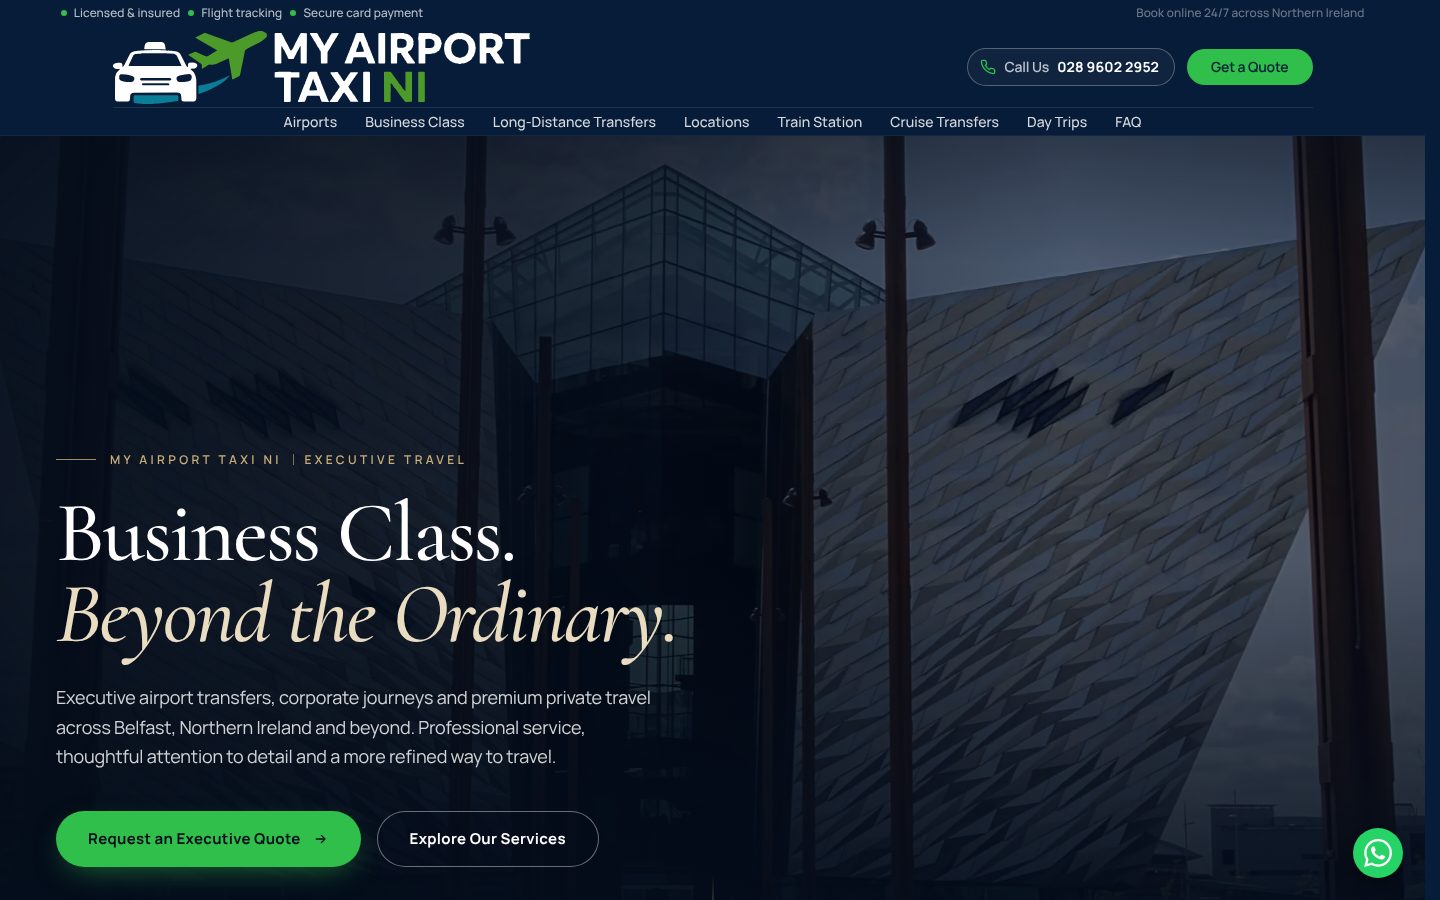 Licensed & insured
Flight tracking
Secure card payment
Book online 24/7 across Northern Ireland
MY AIRPORT
TAXI NI
Call Us 028 9602 2952
Get a Quote
Airports
Business Class
Long-Distance Transfers
Locations
Train Station
Cruise Transfers
Day Trips
FAQ
MY AIRPORT TAXI NI | EXECUTIVE TRAVEL
Business Class.
Beyond the Ordinary.
Executive airport transfers, corporate journeys and premium private travel
across Belfast, Northern Ireland and beyond. Professional service,
thoughtful attention to detail and a more refined way to travel.
Request an Executive Quote →
Explore Our Services